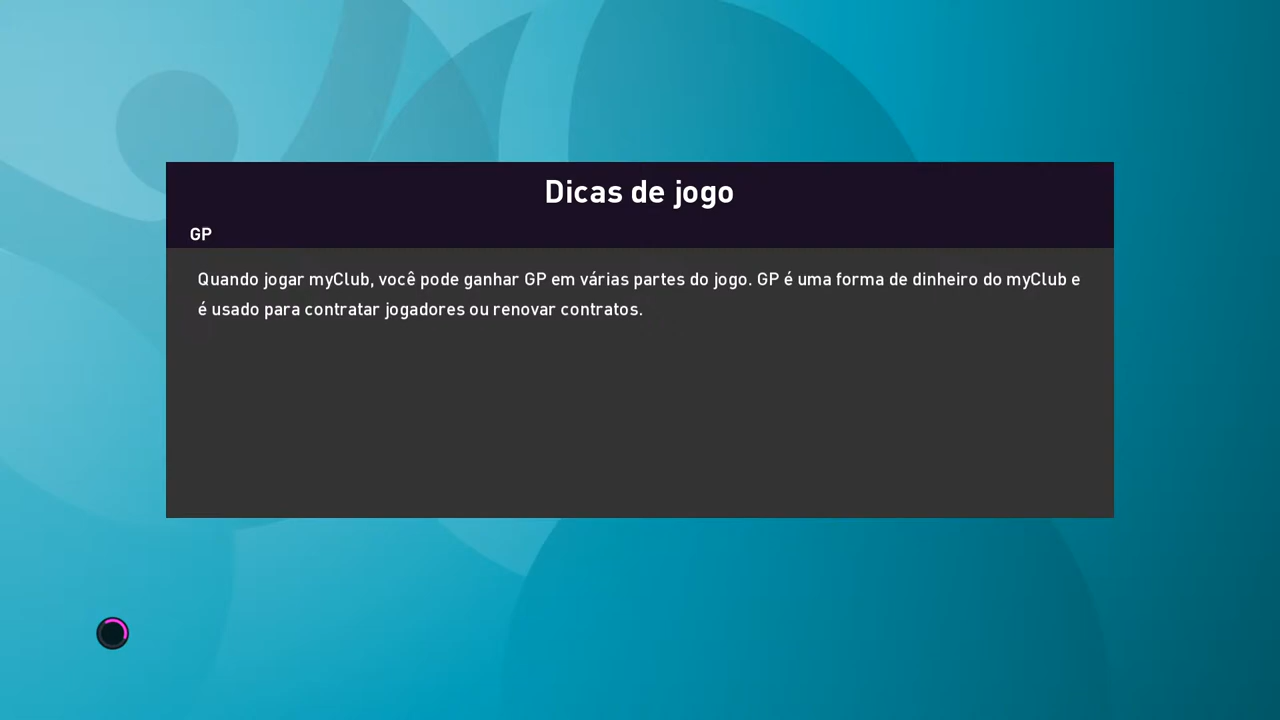 Dicas de jogo
GP
Quando jogar myClub, você pode ganhar GP em várias partes do jogo. GP é uma forma de dinheiro do myClub e
é usado para contratar jogadores ou renovar contratos.